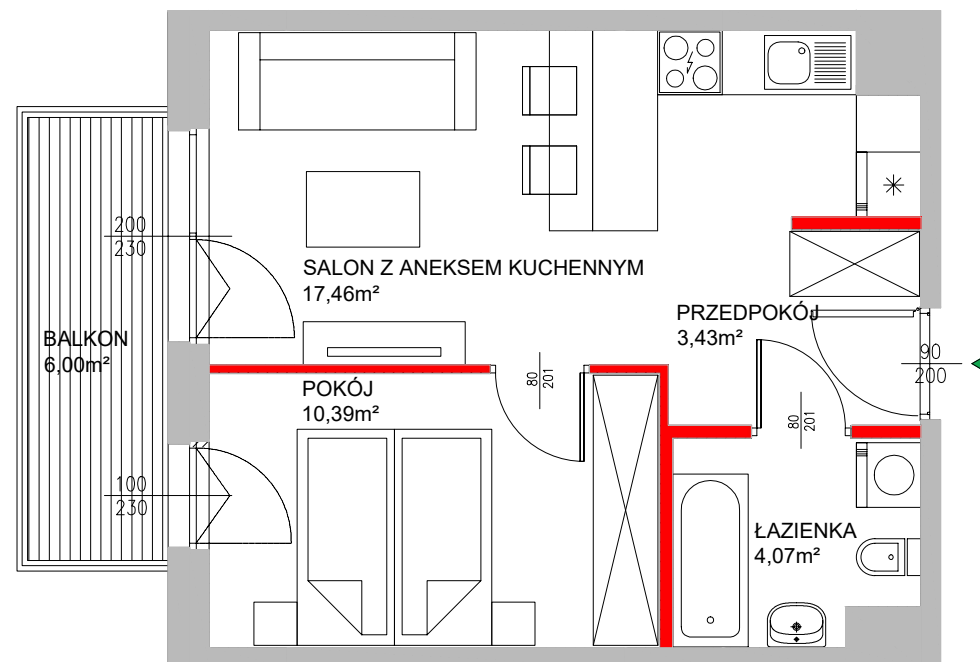 200
230
SALON Z ANEKSEM KUCHENNYM
17,46m²
PRZEDPOKÓJ
3,43m²
BALKON
6,00m²
90
200
POKÓJ
10,39m²
80
201
80
201
100
230
ŁAZIENKA
4,07m²